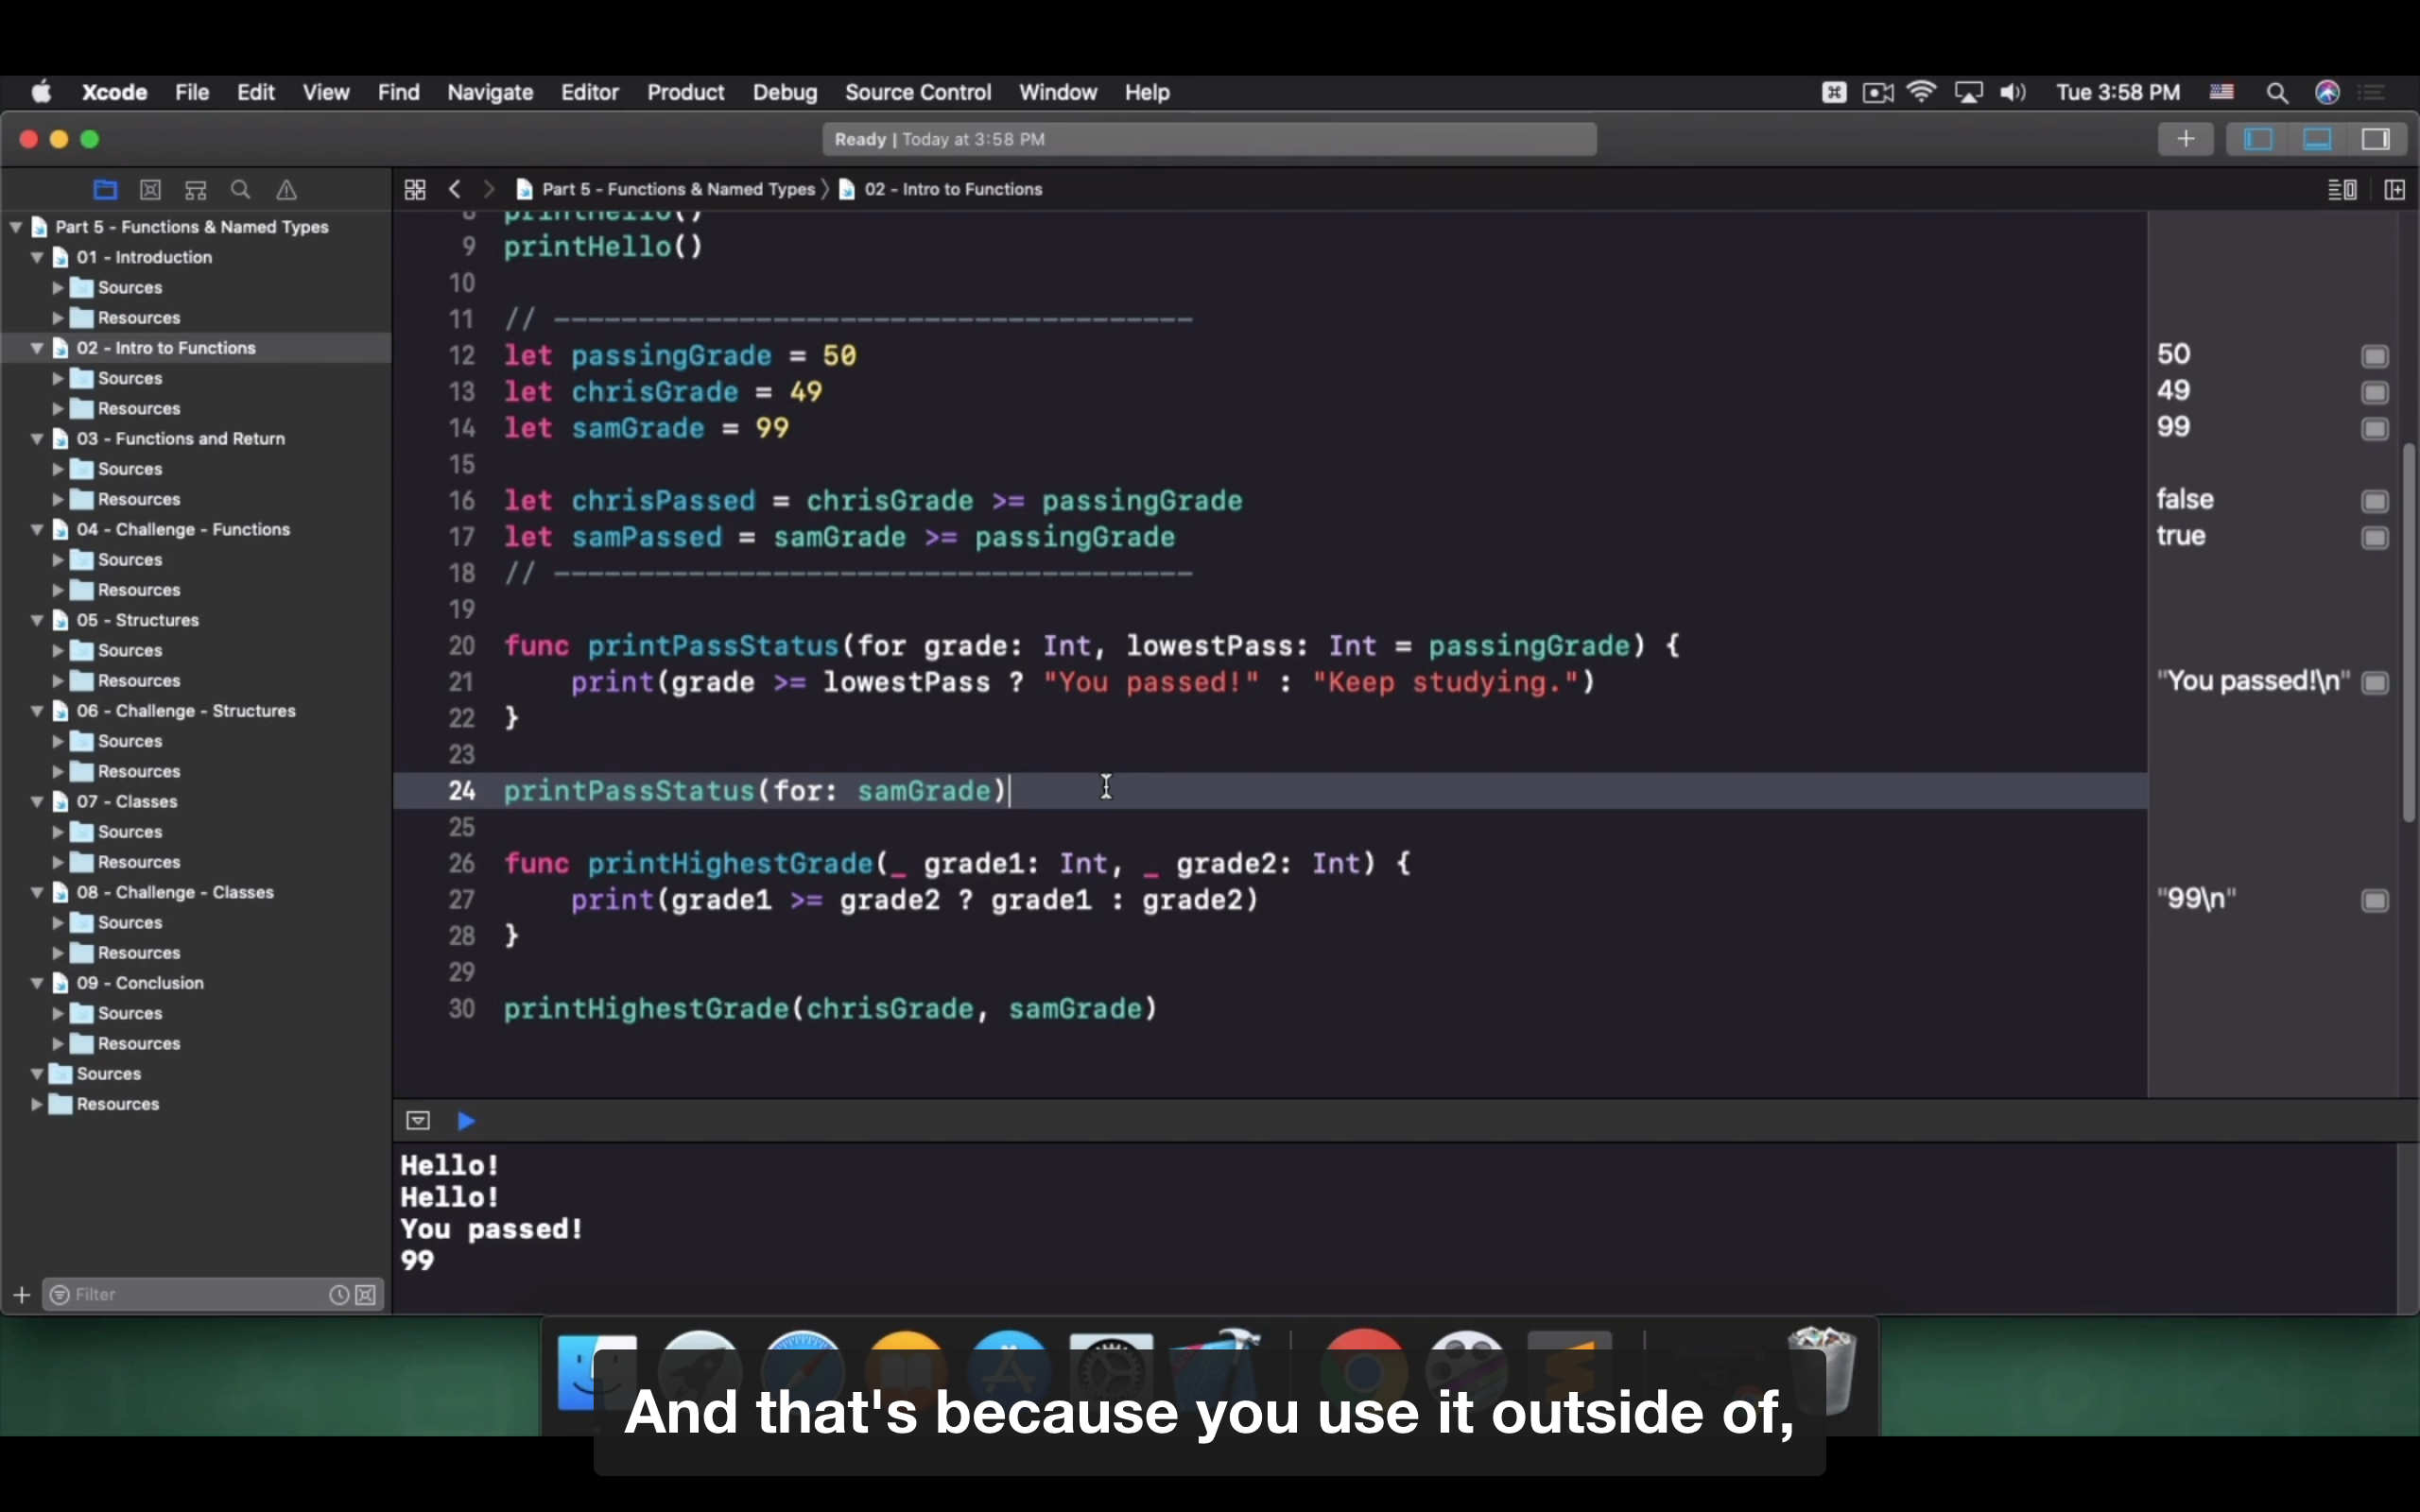 Xcode File Edit View Find Navigate Editor Product Debug Source Control Window Help Tue 3:58 PM
Ready | Today at 3:58 PM
Part 5 - Functions & Named Types 〉 02 - Intro to Functions
Part 5 - Functions & Named Types
01 - Introduction
Sources
Resources
02 - Intro to Functions
Sources
Resources
03 - Functions and Return
Sources
Resources
04 - Challenge - Functions
Sources
Resources
05 - Structures
Sources
Resources
06 - Challenge - Structures
Sources
Resources
07 - Classes
Sources
Resources
08 - Challenge - Classes
Sources
Resources
09 - Conclusion
Sources
Resources
Sources
Resources
Filter
8 printHello()
9 printHello()
10
11 // --------------------------------------
12 let passingGrade = 50
13 let chrisGrade = 49
14 let samGrade = 99
15
16 let chrisPassed = chrisGrade >= passingGrade
17 let samPassed = samGrade >= passingGrade
18 // --------------------------------------
19
20 func printPassStatus(for grade: Int, lowestPass: Int = passingGrade) {
21 print(grade >= lowestPass ? "You passed!" : "Keep studying.")
22 }
23
24 printPassStatus(for: samGrade)
25
26 func printHighestGrade(_ grade1: Int, _ grade2: Int) {
27 print(grade1 >= grade2 ? grade1 : grade2)
28 }
29
30 printHighestGrade(chrisGrade, samGrade)
50
49
99
false
true
"You passed!\n"
"99\n"
Hello!
Hello!
You passed!
99
And that's because you use it outside of,